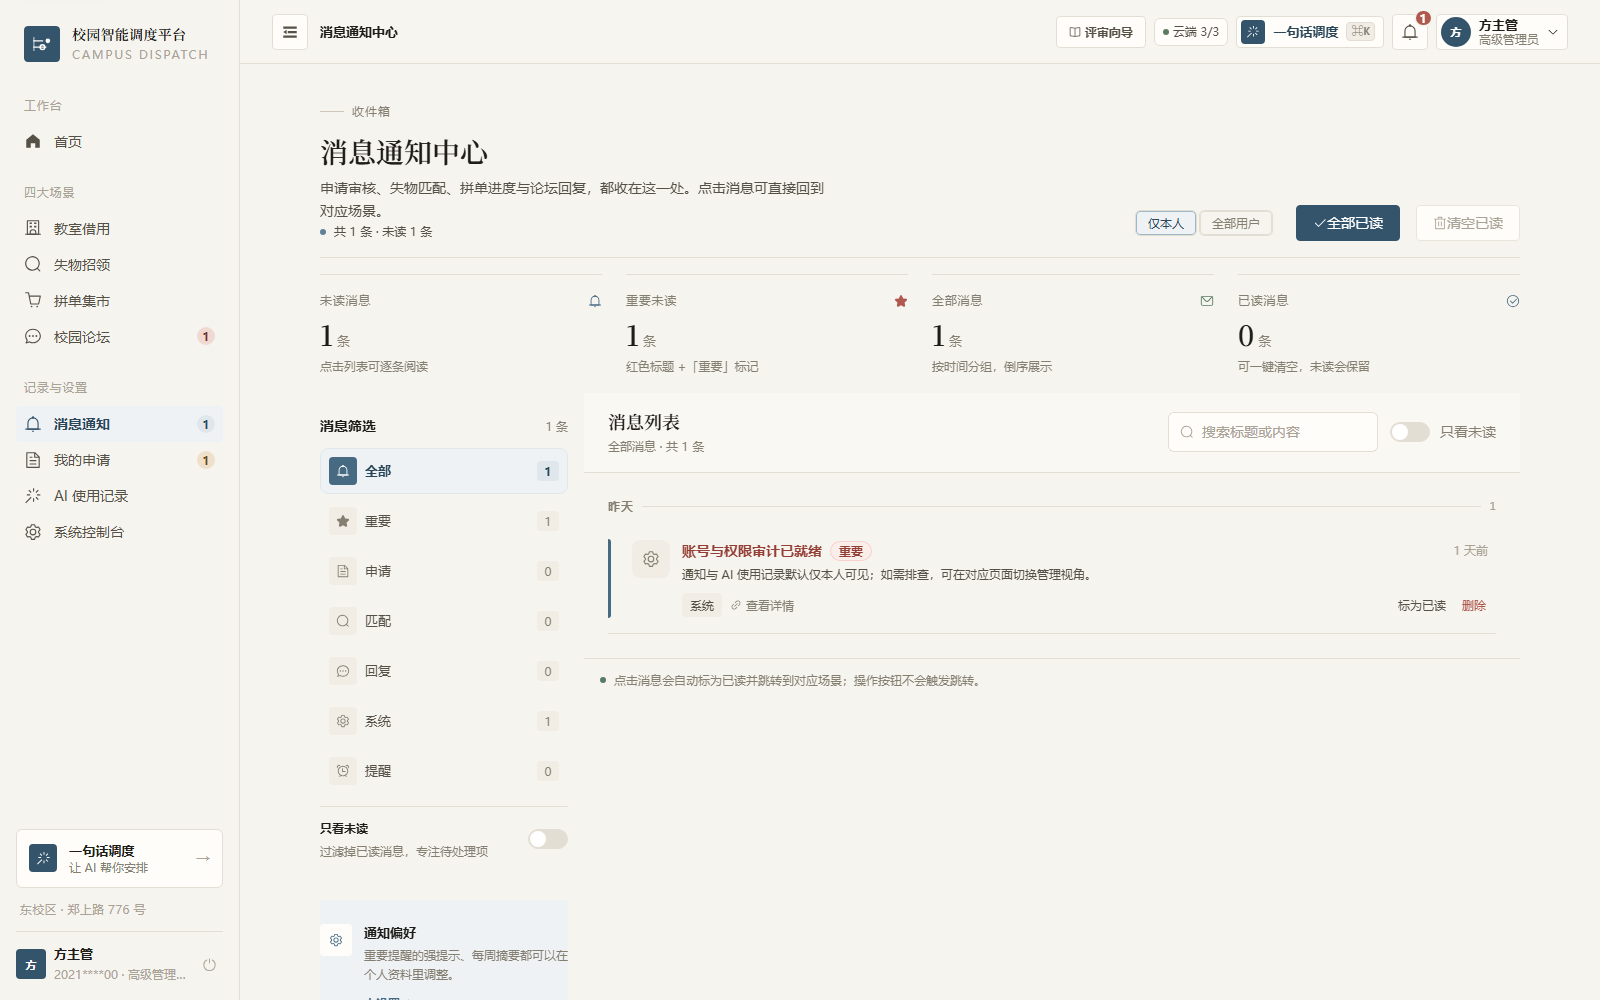 校园智能调度平台
CAMPUS DISPATCH
工作台
首页
四大场景
教室借用
失物招领
拼单集市
校园论坛 1
记录与设置
消息通知 1
我的申请 1
AI 使用记录
系统控制台
一句话调度
让 AI 帮你安排 →
东校区 · 郑上路 776 号
方 方主管
2021****00 · 高级管理...
消息通知中心
评审向导
云端 3/3
一句话调度 ⌘K
1
方 方主管
高级管理员
收件箱
消息通知中心
申请审核、失物匹配、拼单进度与论坛回复，都收在这一处。点击消息可直接回到
对应场景。
共 1 条 · 未读 1 条
仅本人 全部用户 全部已读 清空已读
未读消息
1 条
点击列表可逐条阅读
重要未读
1 条
红色标题 +「重要」标记
全部消息
1 条
按时间分组，倒序展示
已读消息
0 条
可一键清空，未读会保留
消息筛选 1 条
全部 1
重要 1
申请 0
匹配 0
回复 0
系统 1
提醒 0
只看未读
过滤掉已读消息，专注待处理项
通知偏好
重要提醒的强提示、每周摘要都可以在
个人资料里调整。
消息列表
全部消息 · 共 1 条
搜索标题或内容 只看未读
昨天 1
账号与权限审计已就绪 重要 1 天前
通知与 AI 使用记录默认仅本人可见；如需排查，可在对应页面切换管理视角。
系统 查看详情 标为已读 删除
点击消息会自动标为已读并跳转到对应场景；操作按钮不会触发跳转。